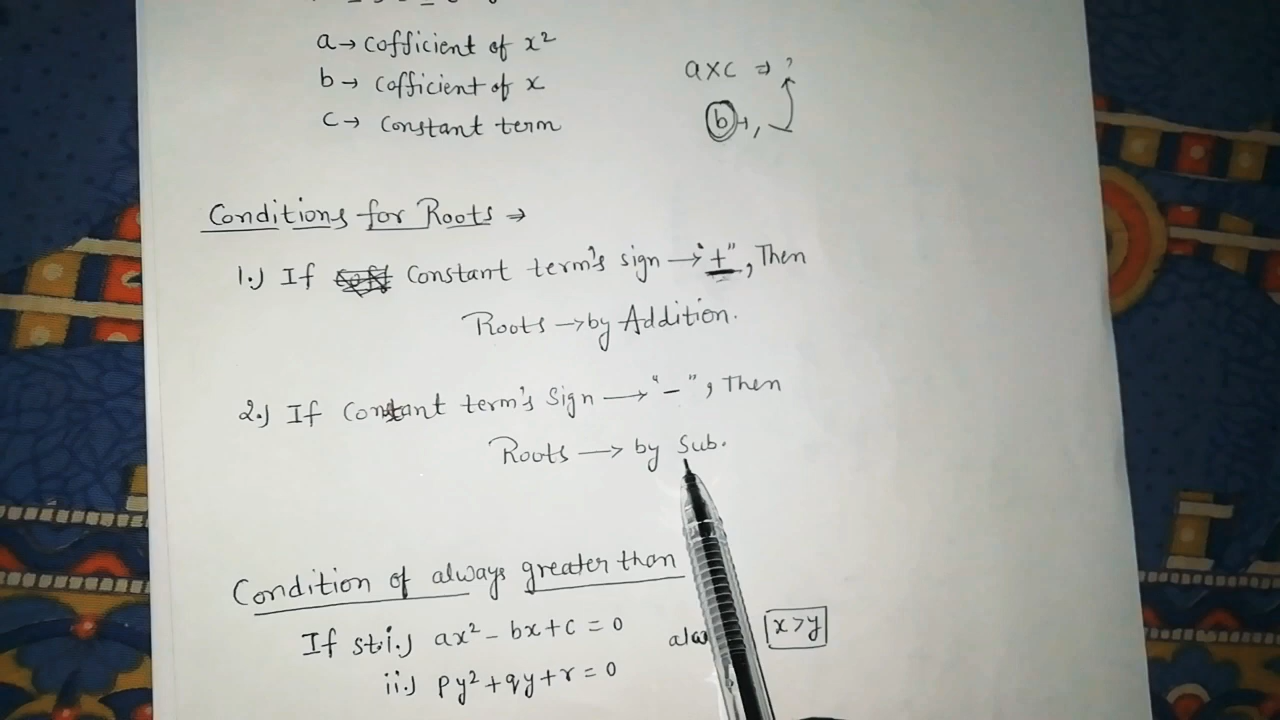 a→ cofficient of x²
b→ cofficient of x
c→ constant term
a×c ⇒ ?
b→,
Conditions for Roots →
1.) If constant term's sign → "+", Then
Roots → by Addition.
2.) If Constant term's Sign → "-", Then
Roots → by Sub.
Condition of always greater than
If st.i.) ax² - bx + c = 0
ii.) py² + qy + r = 0
x>y